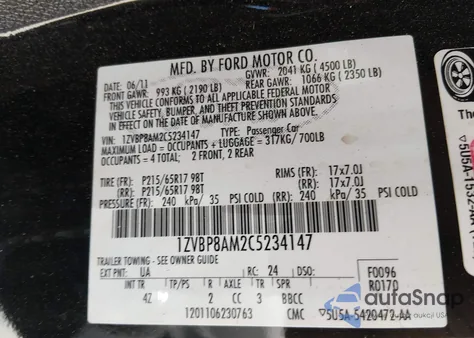 MFD. BY FORD MOTOR CO.
DATE: 06/11 GVWR: 2041 KG (4500 LB)
FRONT GAWR: 993 KG (2190 LB) REAR GAWR: 1066 KG (2350 LB)
THIS VEHICLE CONFORMS TO ALL APPLICABLE FEDERAL MOTOR
VEHICLE SAFETY, BUMPER, AND THEFT PREVENTION STANDARDS
IN EFFECT ON THE DATE OF MANUFACTURE SHOWN ABOVE.
VIN: 1ZVBP8AM2C5234147 TYPE: Passenger Car
MAXIMUM LOAD = OCCUPANTS + LUGGAGE = 317KG/700LB
OCCUPANTS = 4 TOTAL: 2 FRONT, 2 REAR
TIRE (FR): P215/65R17 98T RIMS (FR): 17x7.0J
TIRE (RR): P215/65R17 98T (RR): 17x7.0J
PRESSURE (FR): 240 kPa/ 35 PSI COLD (RR): 240 kPa/ 35 PSI COLD
1ZVBP8AM2C5234147
TRAILER TOWING - SEE OWNER GUIDE
EXT PNT: UA RC: 24 DSO: F0096
R0170
INT TR TP/PS R AXLE TR SPR
4Z 2 CC 3 BBCC
1201106230763 CMC 5U5A-5420472-AA
autoSnap